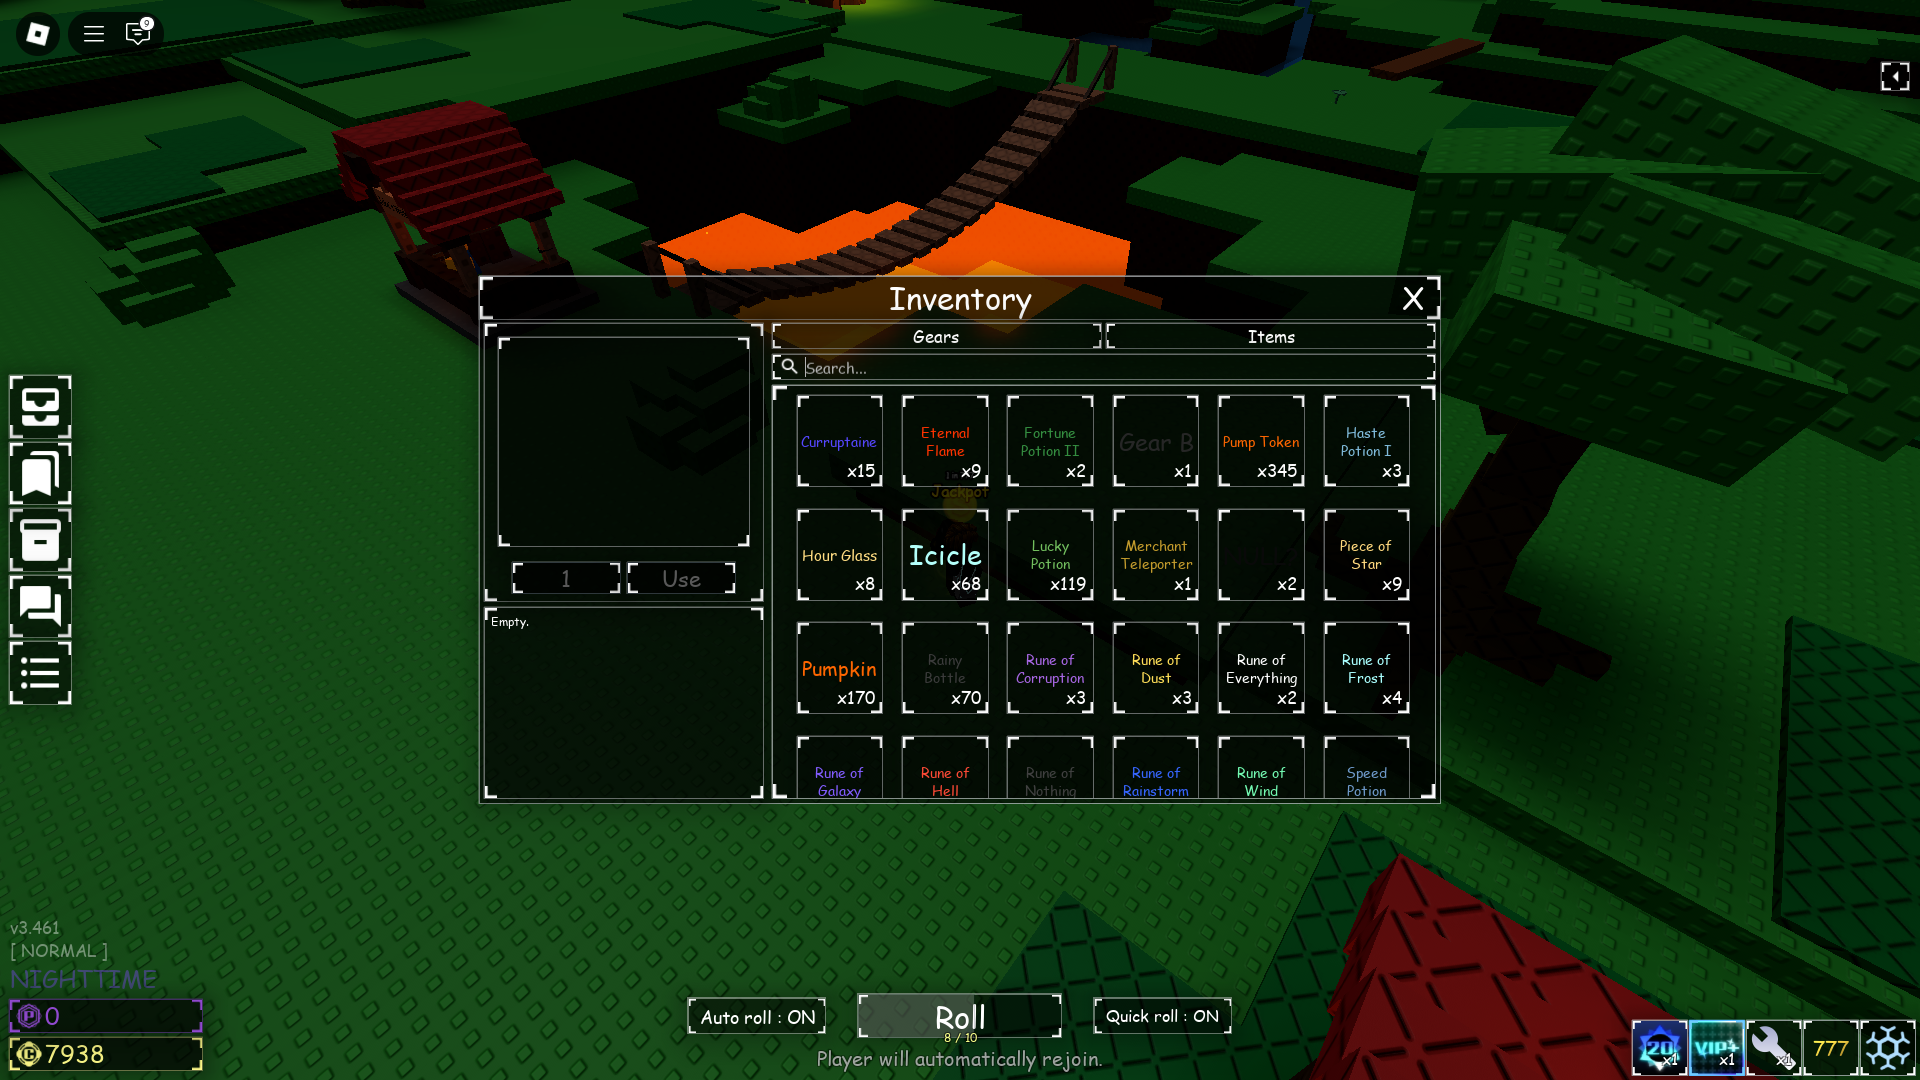 9
Inventory
X
Gears
Items
Search...
Curruptaine
x15
Eternal
Flame
x9
Fortune
Potion II
x2
Gear B
x1
Pump Token
x345
Haste
Potion I
x3
Jackpot
Hour Glass
x8
Icicle
x68
Lucky
Potion
x119
Merchant
Teleporter
x1
x2
Piece of
Star
x9
1
Use
Empty.
Pumpkin
x170
Rainy
Bottle
x70
Rune of
Corruption
x3
Rune of
Dust
x3
Rune of
Everything
x2
Rune of
Frost
x4
Rune of
Galaxy
Rune of
Hell
Rune of
Nothing
Rune of
Rainstorm
Rune of
Wind
Speed
Potion
v3.461
[ NORMAL ]
NIGHTTIME
0
7938
Auto roll : ON
Roll
8 / 10
Quick roll : ON
Player will automatically rejoin.
20
x1
VIP+
x1
x1
777